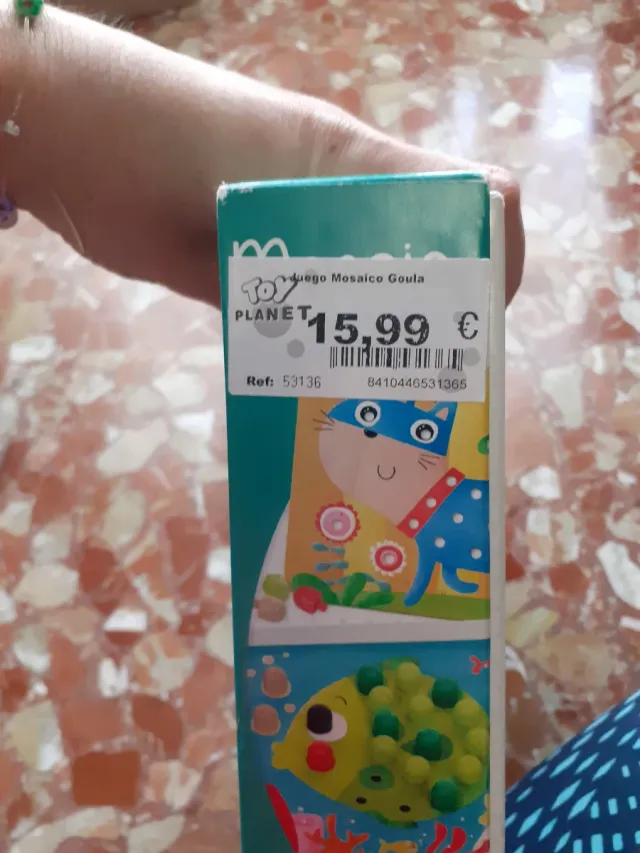 Juego Mosaico Goula
TOY
PLANET
15,99 €
Ref: 53136
8410446531365